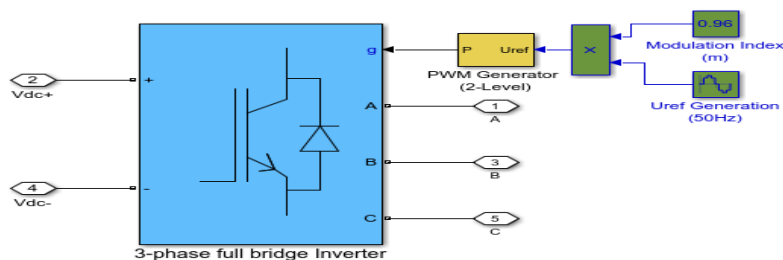 0.96
Modulation Index
(m)
g
P
Uref
X
PWM Generator
(2-Level)
Uref Generation
(50Hz)
2
Vdc+
+
A
1
A
B
3
B
4
Vdc-
-
C
5
C
3-phase full bridge Inverter